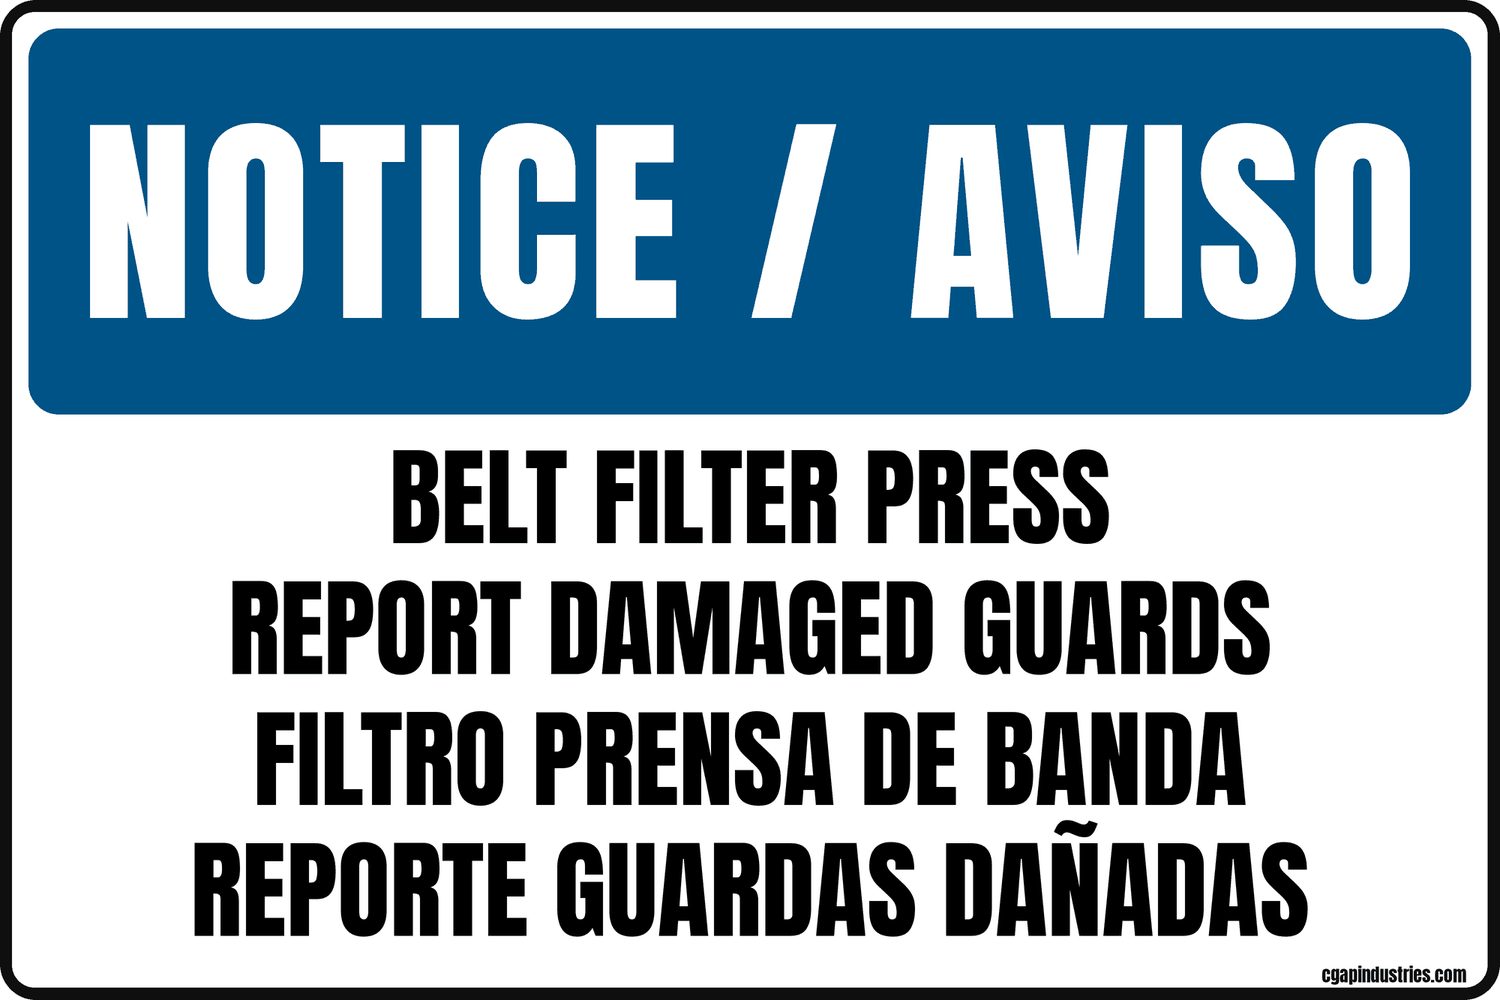 NOTICE / AVISO
BELT FILTER PRESS
REPORT DAMAGED GUARDS
FILTRO PRENSA DE BANDA
REPORTE GUARDAS DAÑADAS
cgapindustries.com